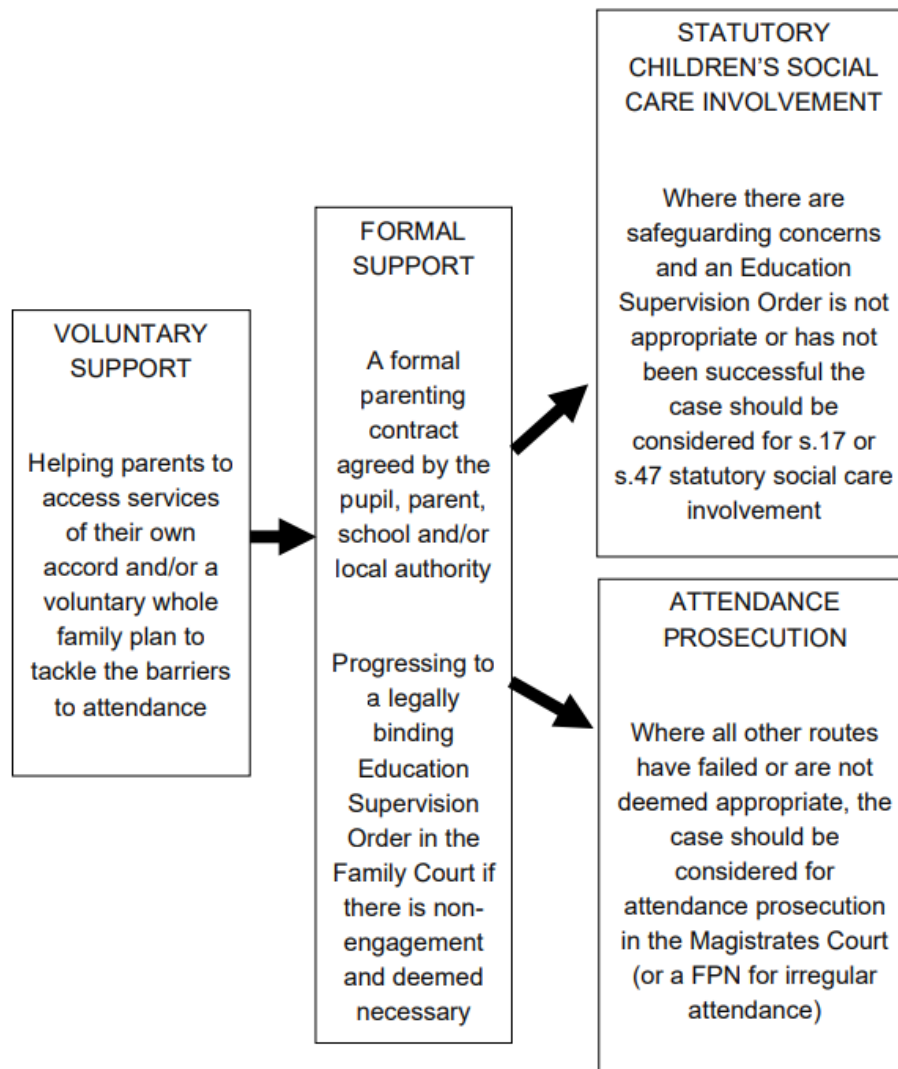 VOLUNTARY
SUPPORT
Helping parents to
access services
of their own
accord and/or a
voluntary whole
family plan to
tackle the barriers
to attendance
FORMAL
SUPPORT
A formal
parenting
contract
agreed by the
pupil, parent,
school and/or
local authority
Progressing to
a legally
binding
Education
Supervision
Order in the
Family Court if
there is non-
engagement
and deemed
necessary
STATUTORY
CHILDREN’S SOCIAL
CARE INVOLVEMENT
Where there are
safeguarding concerns
and an Education
Supervision Order is not
appropriate or has not
been successful the
case should be
considered for s.17 or
s.47 statutory social care
involvement
ATTENDANCE
PROSECUTION
Where all other routes
have failed or are not
deemed appropriate, the
case should be
considered for
attendance prosecution
in the Magistrates Court
(or a FPN for irregular
attendance)